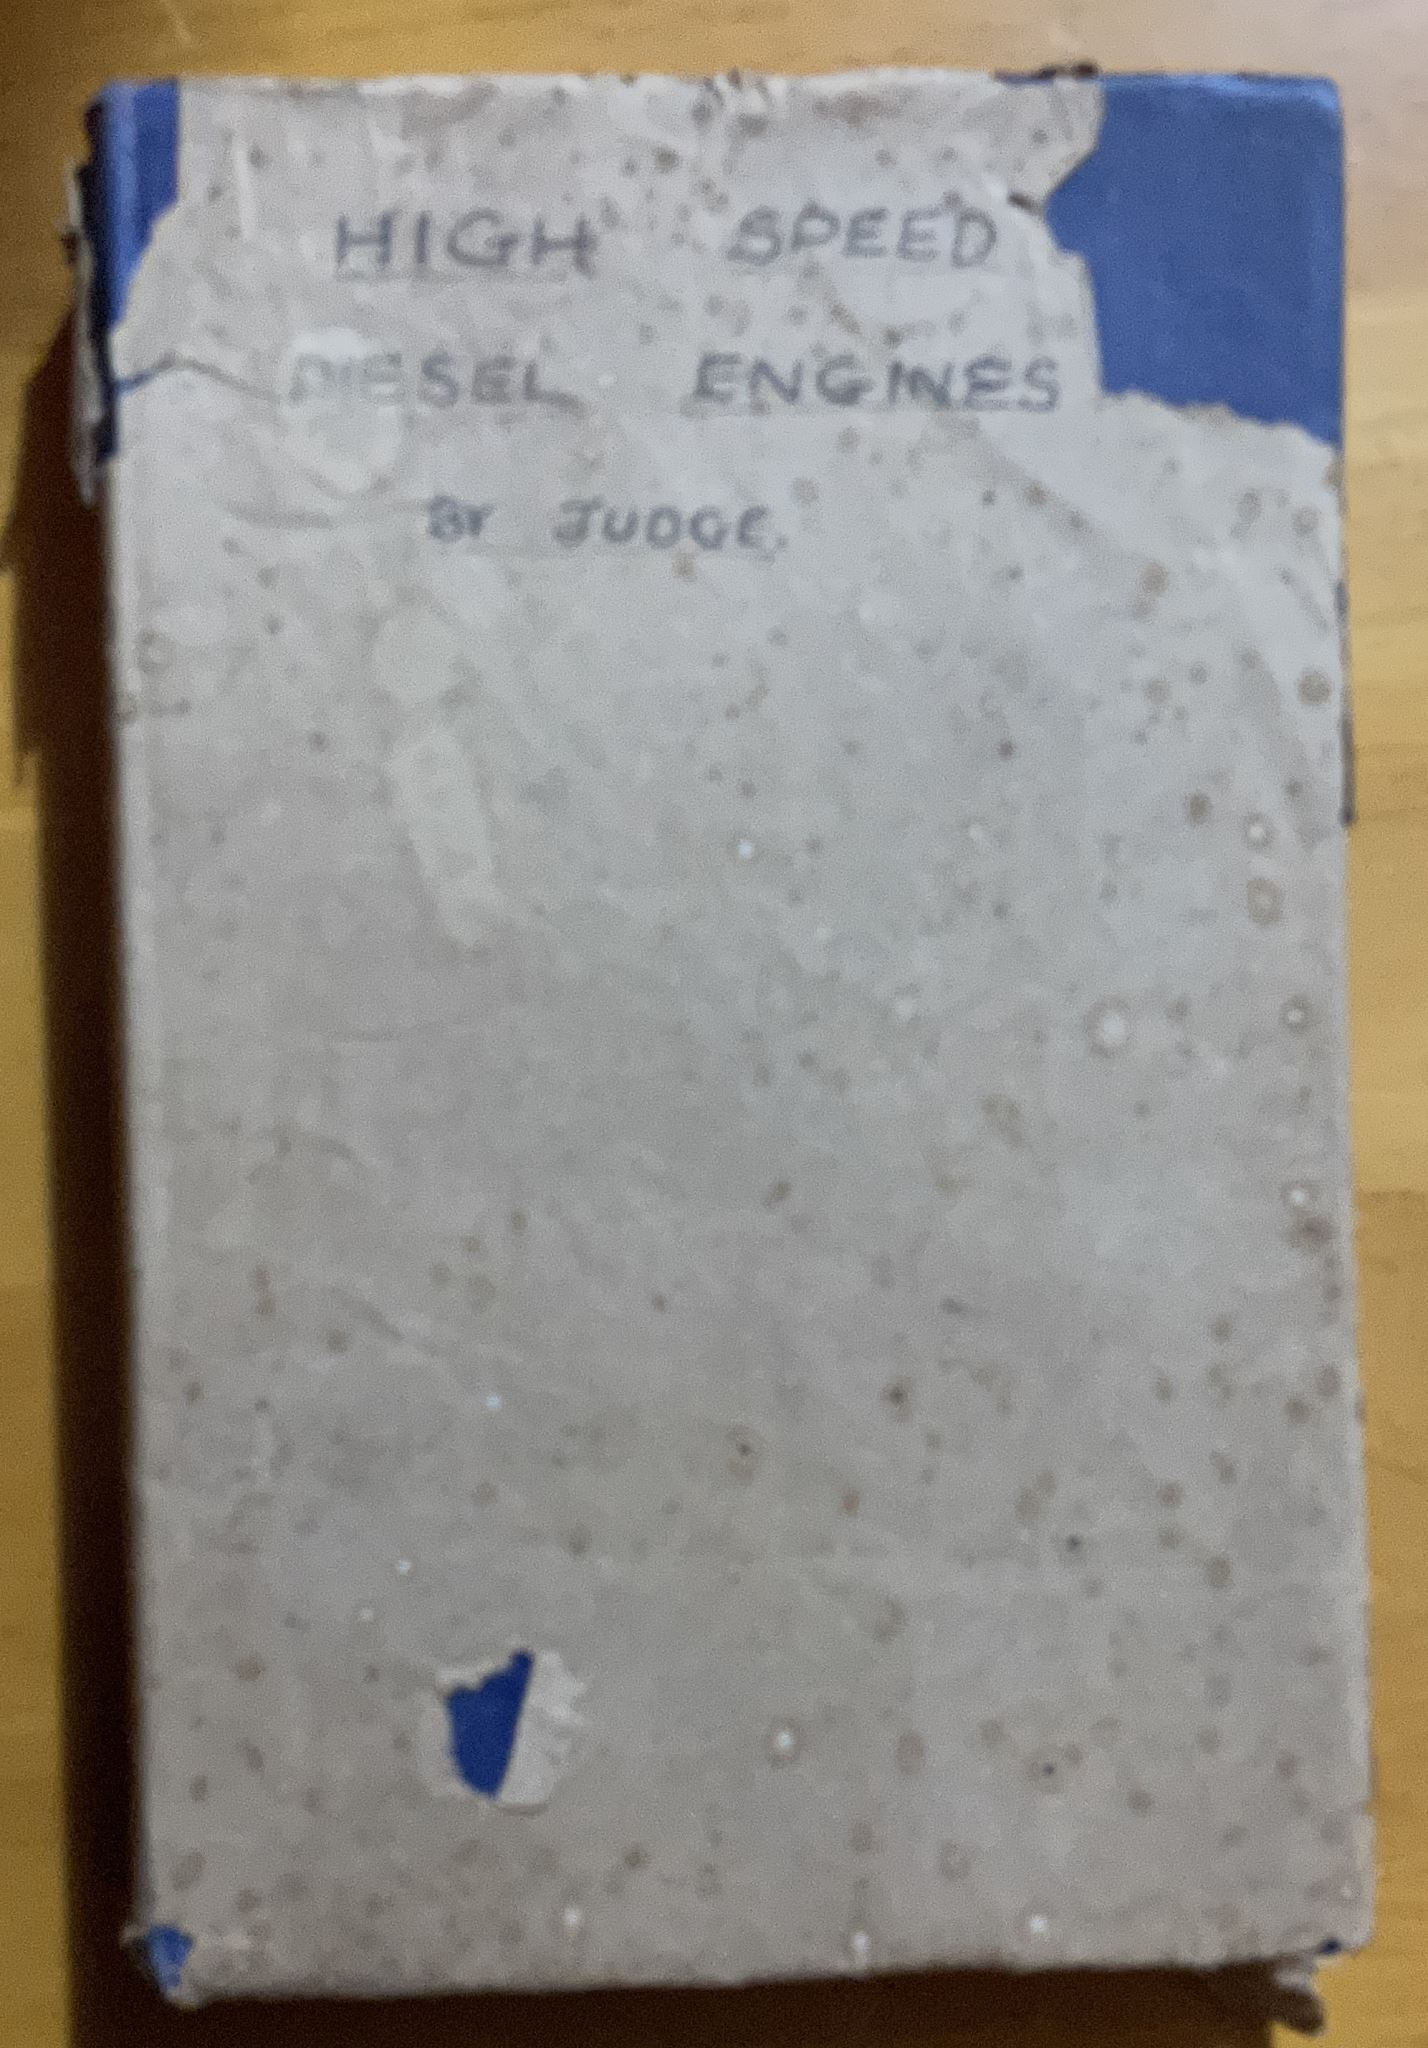 HIGH SPEED
DIESEL ENGINES
BY JUDGE.